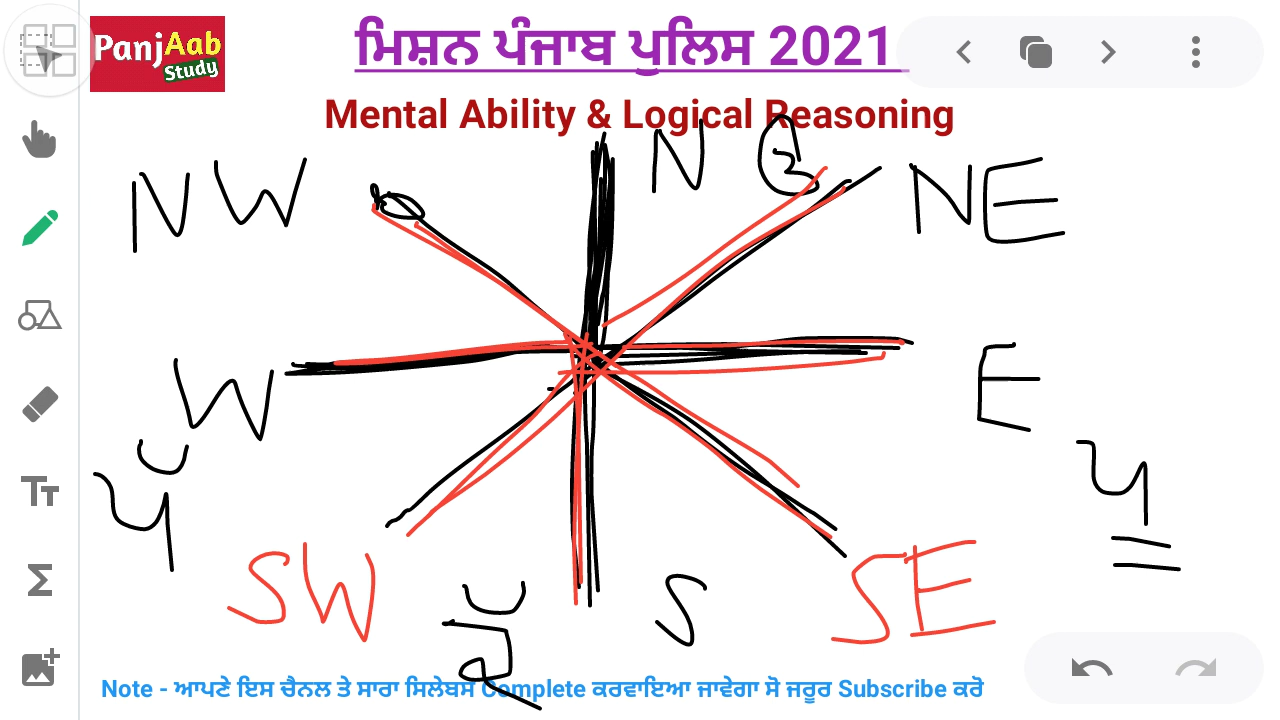 PanjAab
Study
ਮਿਸ਼ਨ ਪੰਜਾਬ ਪੁਲਿਸ 2021
Mental Ability & Logical Reasoning
N W
N
NE
W
E
SW
S
SE
Tт
Σ
Note - ਆਪਣੇ ਇਸ ਚੈਨਲ ਤੇ ਸਾਰਾ ਸਿਲੇਬਸ Complete ਕਰਵਾਇਆ ਜਾਵੇਗਾ ਸੋ ਜਰੂਰ Subscribe ਕਰੋ